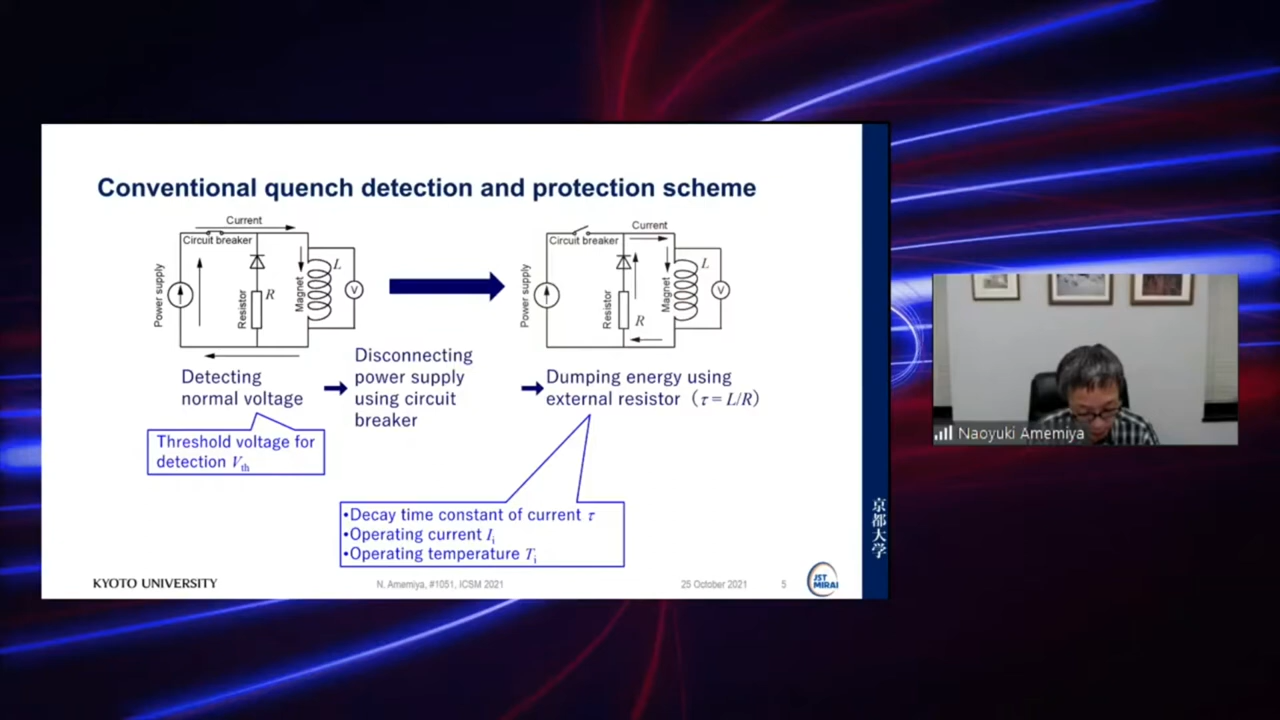 Conventional quench detection and protection scheme
Current
Circuit breaker
Power supply
Resistor
R
Magnet
L
V
Current
Circuit breaker
Power supply
Resistor
R
Magnet
L
V
Detecting
normal voltage
Disconnecting
power supply
using circuit
breaker
Dumping energy using
external resistor (τ = L/R)
Threshold voltage for
detection Vth
•Decay time constant of current τ
•Operating current Ii
•Operating temperature Ti
KYOTO UNIVERSITY
N. Amemiya, #1051, ICSM 2021
25 October 2021
5
JST
MIRAI
京都大学
Naoyuki Amemiya